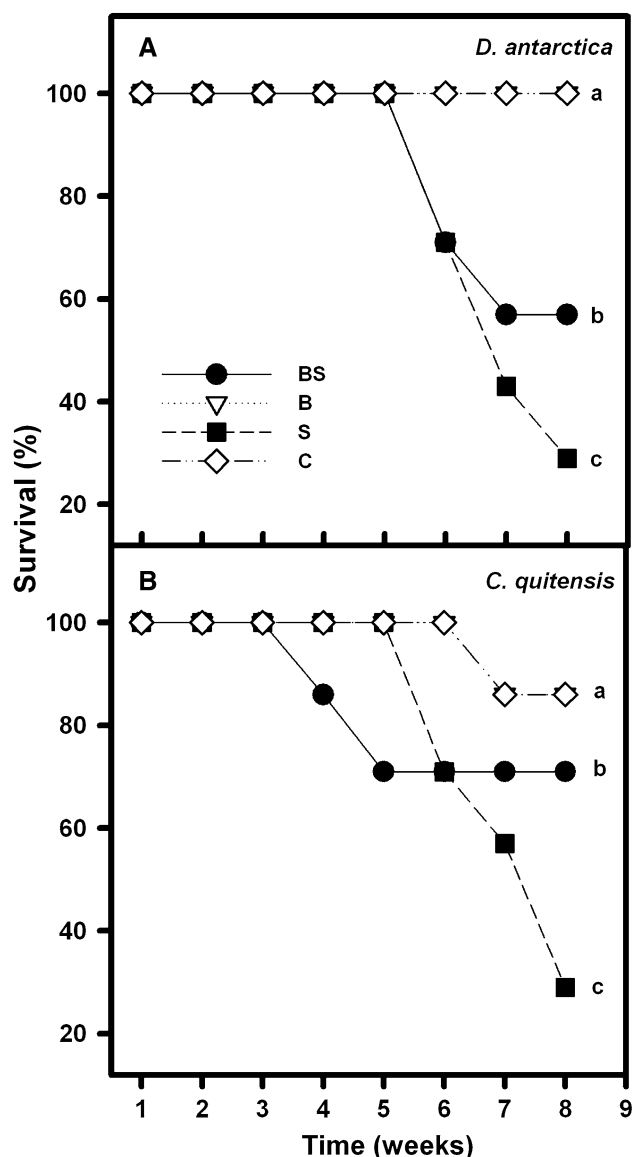 A
D. antarctica
100
80
60
40
20
a
b
c
BS
B
S
C
Survival (%)
B
C. quitensis
100
80
60
40
20
a
b
c
1 2 3 4 5 6 7 8 9
Time (weeks)